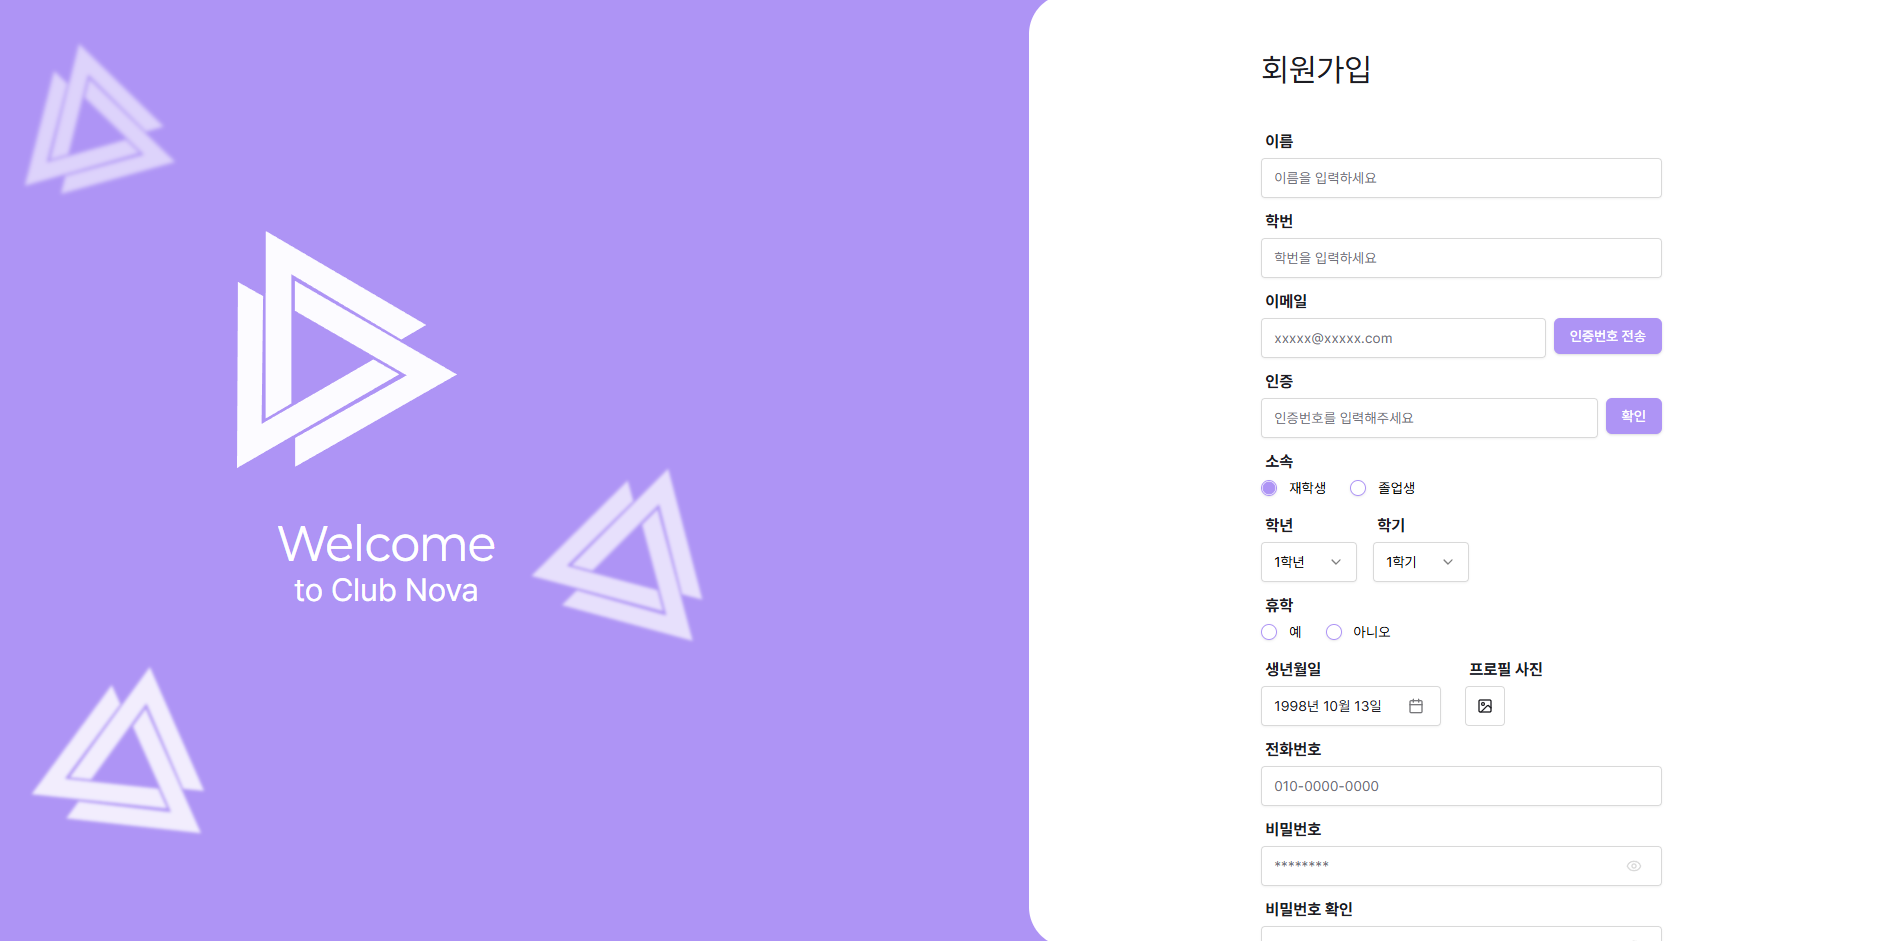 Welcome
to Club Nova
회원가입
이름
이름을 입력하세요
학번
학번을 입력하세요
이메일
xxxxx@xxxxx.com 인증번호 전송
인증
인증번호를 입력해주세요 확인
소속
재학생 졸업생
학년 학기
1학년 1학기
휴학
예 아니오
생년월일 프로필 사진
1998년 10월 13일
전화번호
010-0000-0000
비밀번호
********
비밀번호 확인